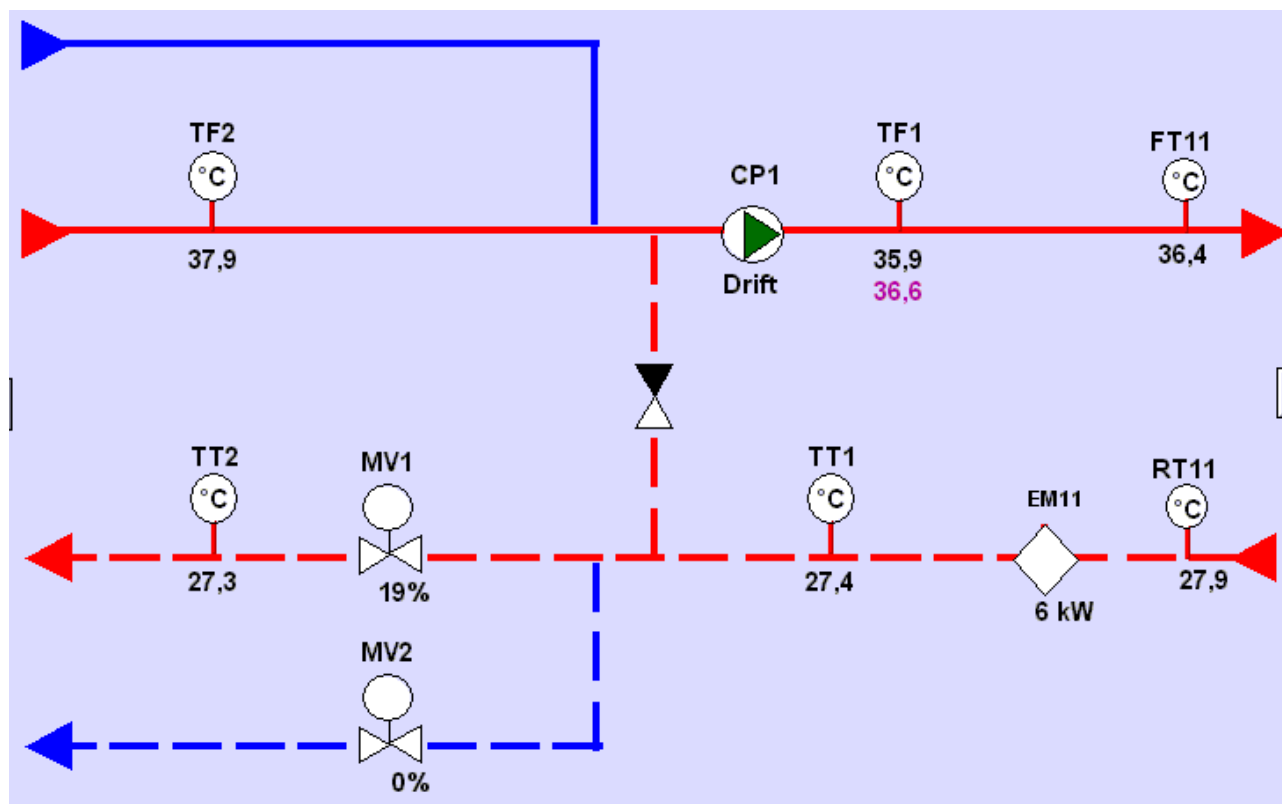 TF2
°C
37,9
CP1
Drift
TF1
°C
35,9
36,6
FT11
°C
36,4
TT2
°C
27,3
MV1
19%
TT1
°C
27,4
EM11
6 kW
RT11
°C
27,9
MV2
0%